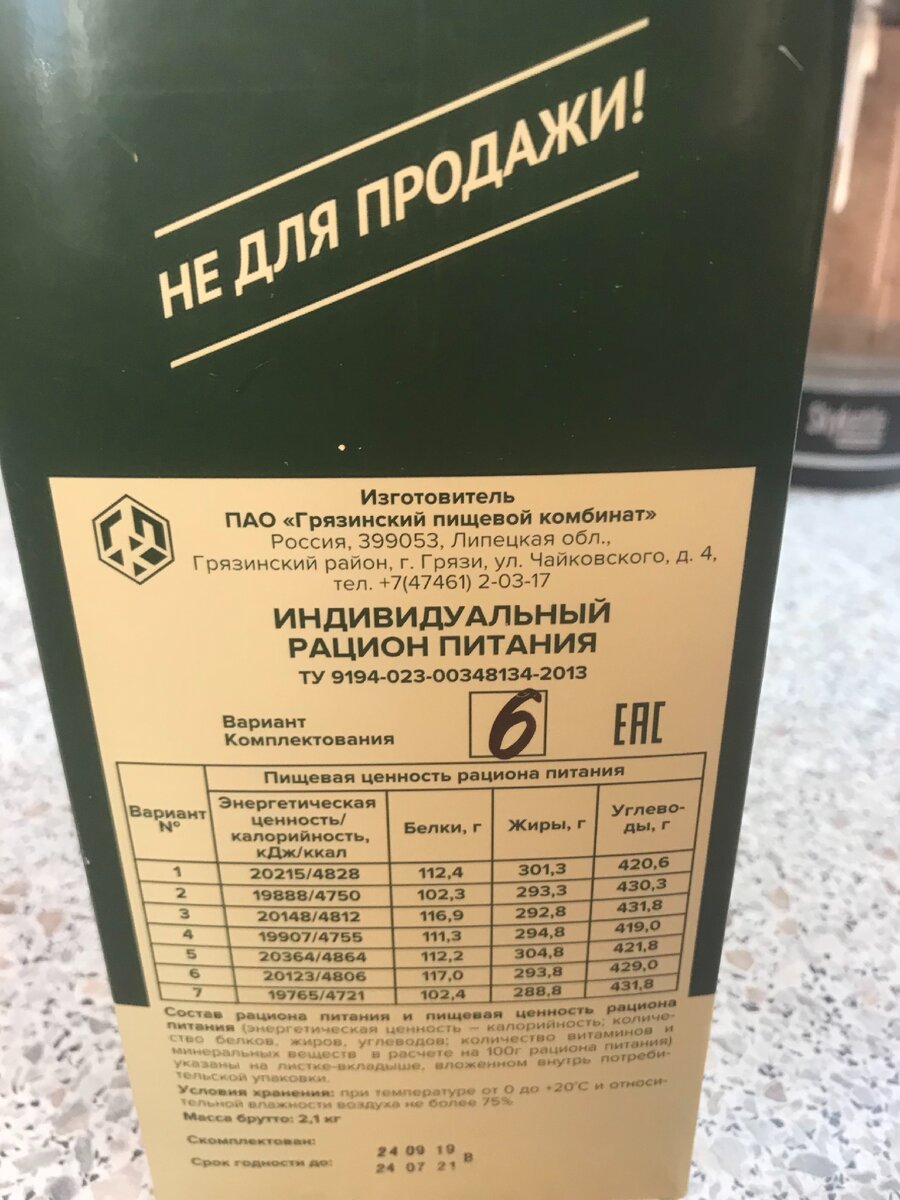 НЕ ДЛЯ ПРОДАЖИ!
Изготовитель
ПАО «Грязинский пищевой комбинат»
Россия, 399053, Липецкая обл.,
Грязинский район, г. Грязи, ул. Чайковского, д. 4,
тел. +7(47461) 2-03-17
ИНДИВИДУАЛЬНЫЙ
РАЦИОН ПИТАНИЯ
ТУ 9194-023-00348134-2013
Вариант
Комплектования
6
ЕАС
Пищевая ценность рациона питания
Вариант
№
Энергетическая
ценность/
калорийность,
кДж/ккал
Белки, г
Жиры, г
Углево-
ды, г
1 20215/4828 112,4 301,3 420,6
2 19888/4750 102,3 293,3 430,3
3 20148/4812 116,9 292,8 431,8
4 19907/4755 111,3 294,8 419,0
5 20364/4864 112,2 304,8 421,8
6 20123/4806 117,0 293,8 429,0
7 19765/4721 102,4 288,8 431,8
Состав рациона питания и пищевая ценность рациона
питания (энергетическая ценность – калорийность; количе-
ство белков, жиров, углеводов; количество витаминов и
минеральных веществ в расчете на 100г рациона питания)
указаны на листке-вкладыше, вложенном внутрь потреби-
тельской упаковки.
Условия хранения: при температуре от 0 до +20°С и относи-
тельной влажности воздуха не более 75%
Масса брутто: 2,1 кг
Скомплектован: 24 09 19
Срок годности до: 24 07 21 В